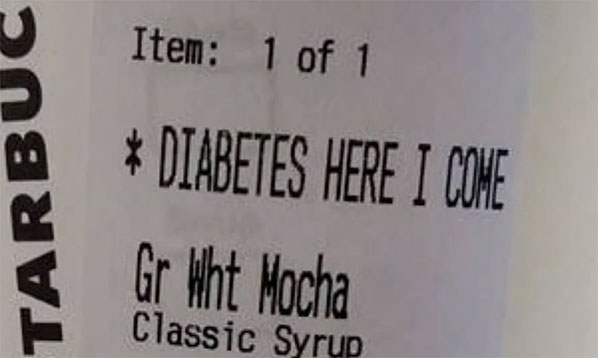 TARBUC
Item: 1 of 1
* DIABETES HERE I COME
Gr Wht Mocha
Classic Syrup